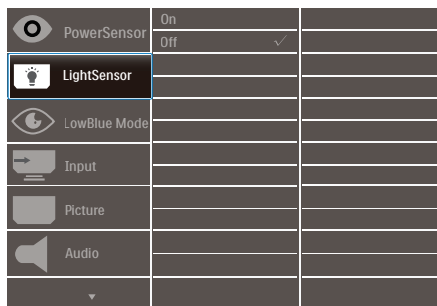 PowerSensor
On
Off
LightSensor
LowBlue Mode
Input
Picture
Audio